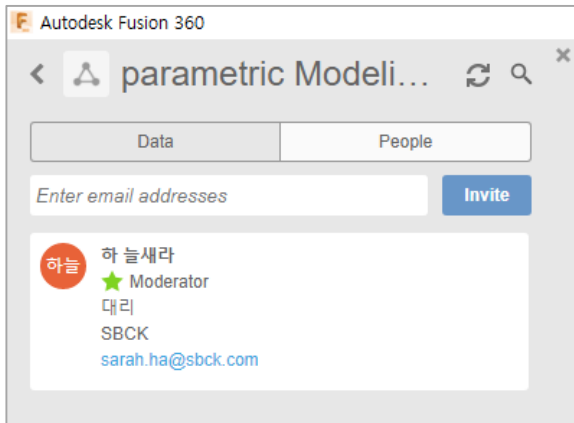 Autodesk Fusion 360
parametric Modeli...
Data
People
Enter email addresses
Invite
하늘
하 늘새라
Moderator
대리
SBCK
sarah.ha@sbck.com